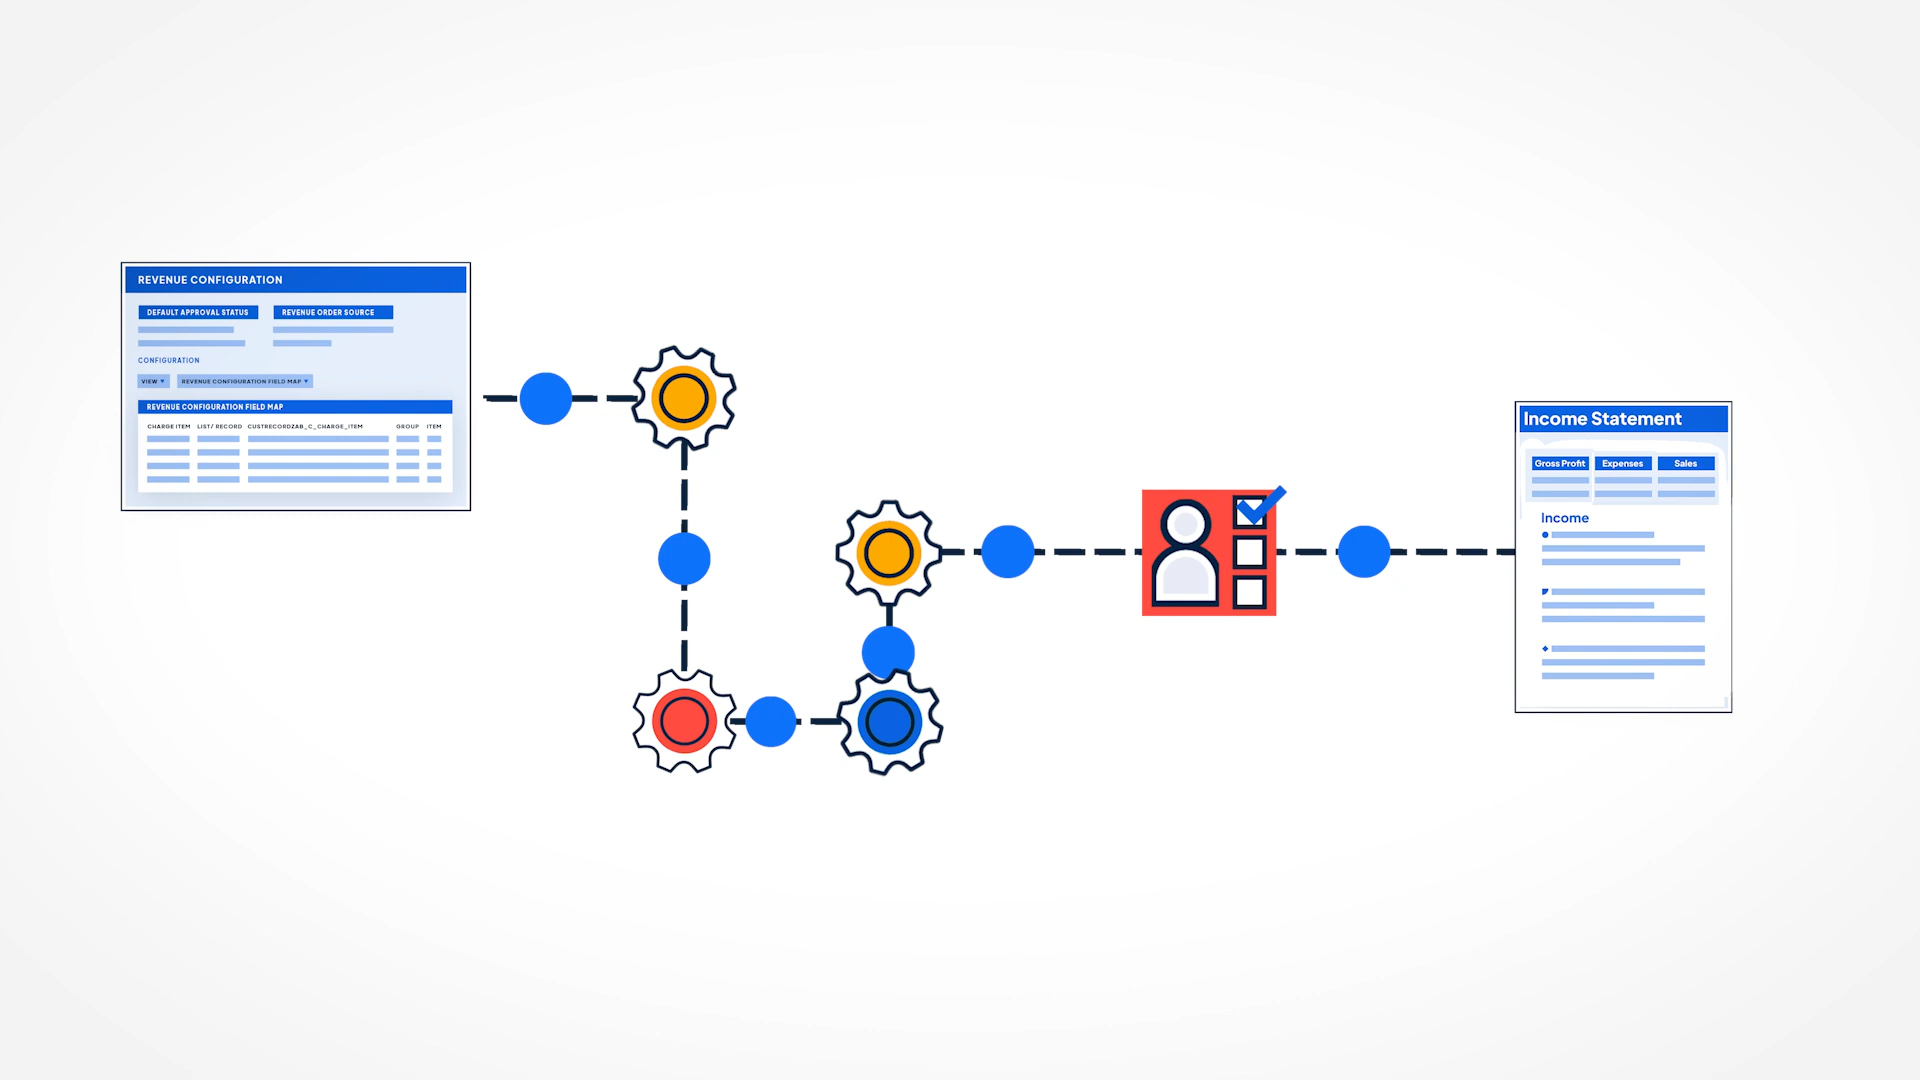 REVENUE CONFIGURATION
DEFAULT APPROVAL STATUS REVENUE ORDER SOURCE
CONFIGURATION
VIEW ▼ REVENUE CONFIGURATION FIELD MAP ▼
REVENUE CONFIGURATION FIELD MAP
CHARGE ITEM LIST/ RECORD CUSTRECORDZAB_C_CHARGE_ITEM GROUP ITEM
Income Statement
Gross Profit Expenses Sales
Income